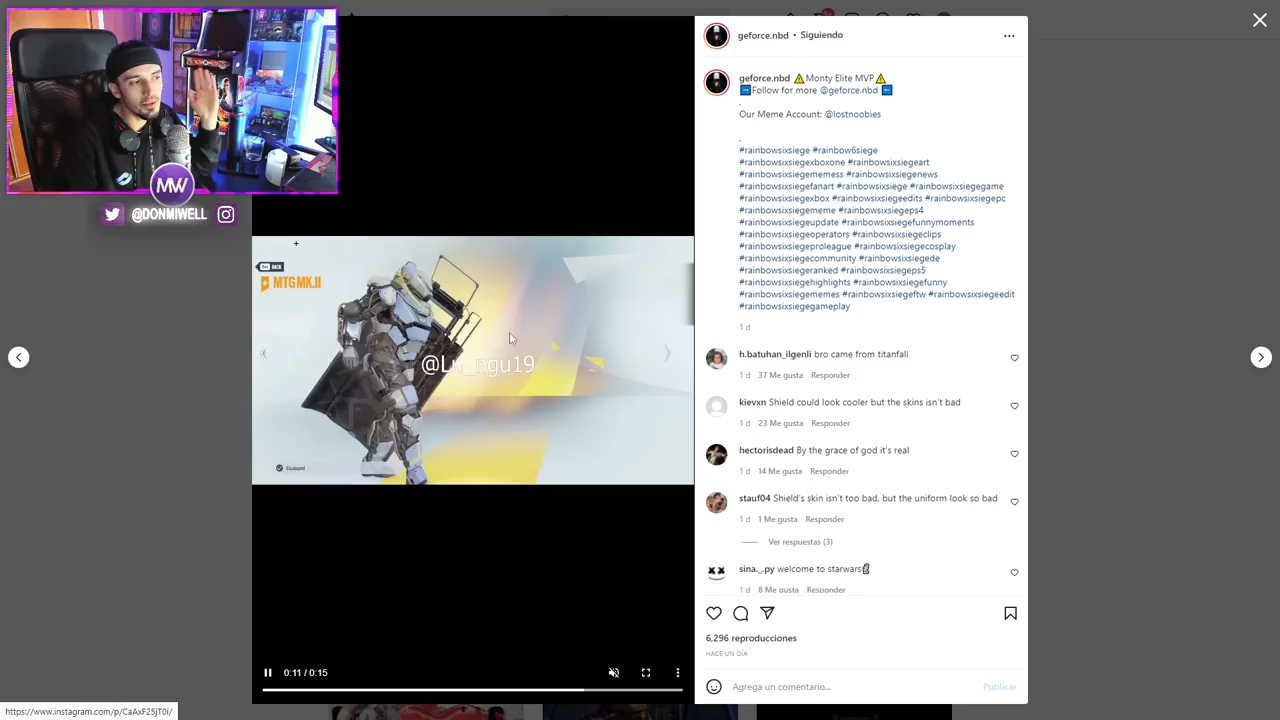 MW
@DONMIWELL
BACK
MTG MK.II
@Lu_ngu19
Equipped
0:11 / 0:15
https://www.instagram.com/p/CaAxF25jT0i/
geforce.nbd • Siguiendo
geforce.nbd ⚠️Monty Elite MVP⚠️
➡️Follow for more @geforce.nbd ⬅️
.
Our Meme Account: @lostnoobies
.
#rainbowsixsiege #rainbow6siege
#rainbowsixsiegexboxone #rainbowsixsiegeart
#rainbowsixsiegememess #rainbowsixsiegenews
#rainbowsixsiegefanart #rainbowsixsiege #rainbowsixsiegegame
#rainbowsixsiegexbox #rainbowsixsiegeedits #rainbowsixsiegepc
#rainbowsixsiegememe #rainbowsixsiegeps4
#rainbowsixsiegeupdate #rainbowsixsiegefunnymoments
#rainbowsixsiegeoperators #rainbowsixsiegeclips
#rainbowsixsiegeproleague #rainbowsixsiegecosplay
#rainbowsixsiegecommunity #rainbowsixsiegede
#rainbowsixsiegeranked #rainbowsixsiegeps5
#rainbowsixsiegehighlights #rainbowsixsiegefunny
#rainbowsixsiegememes #rainbowsixsiegeftw #rainbowsixsiegeedit
#rainbowsixsiegegameplay
1 d
h.batuhan_ilgenli bro came from titanfall
1 d 37 Me gusta Responder
kievxn Shield could look cooler but the skins isn't bad
1 d 23 Me gusta Responder
hectorisdead By the grace of god it's real
1 d 14 Me gusta Responder
stauf04 Shield's skin isn't too bad, but the uniform look so bad
1 d 1 Me gusta Responder
Ver respuestas (3)
sina._.py welcome to starwars🗿
1 d 8 Me gusta Responder
6,296 reproducciones
HACE UN DÍA
Agrega un comentario...
Publicar